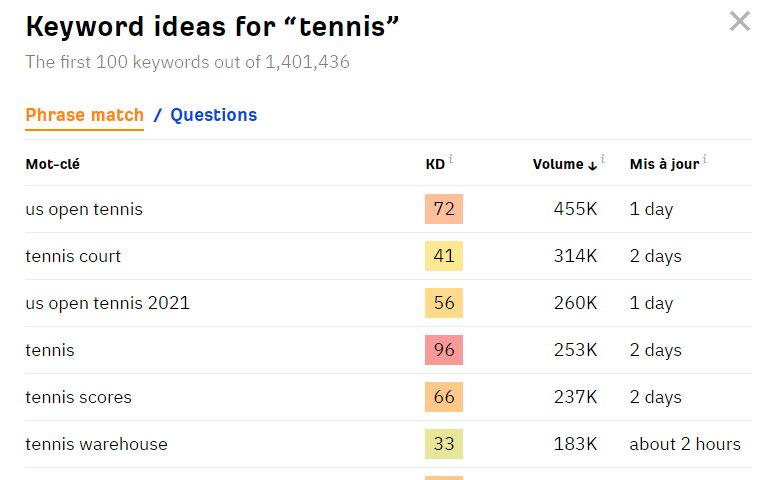 Keyword ideas for “tennis”
The first 100 keywords out of 1,401,436
Phrase match / Questions
Mot-clé KD i Volume ↓ i Mis à jour i
us open tennis 72 455K 1 day
tennis court 41 314K 2 days
us open tennis 2021 56 260K 1 day
tennis 96 253K 2 days
tennis scores 66 237K 2 days
tennis warehouse 33 183K about 2 hours